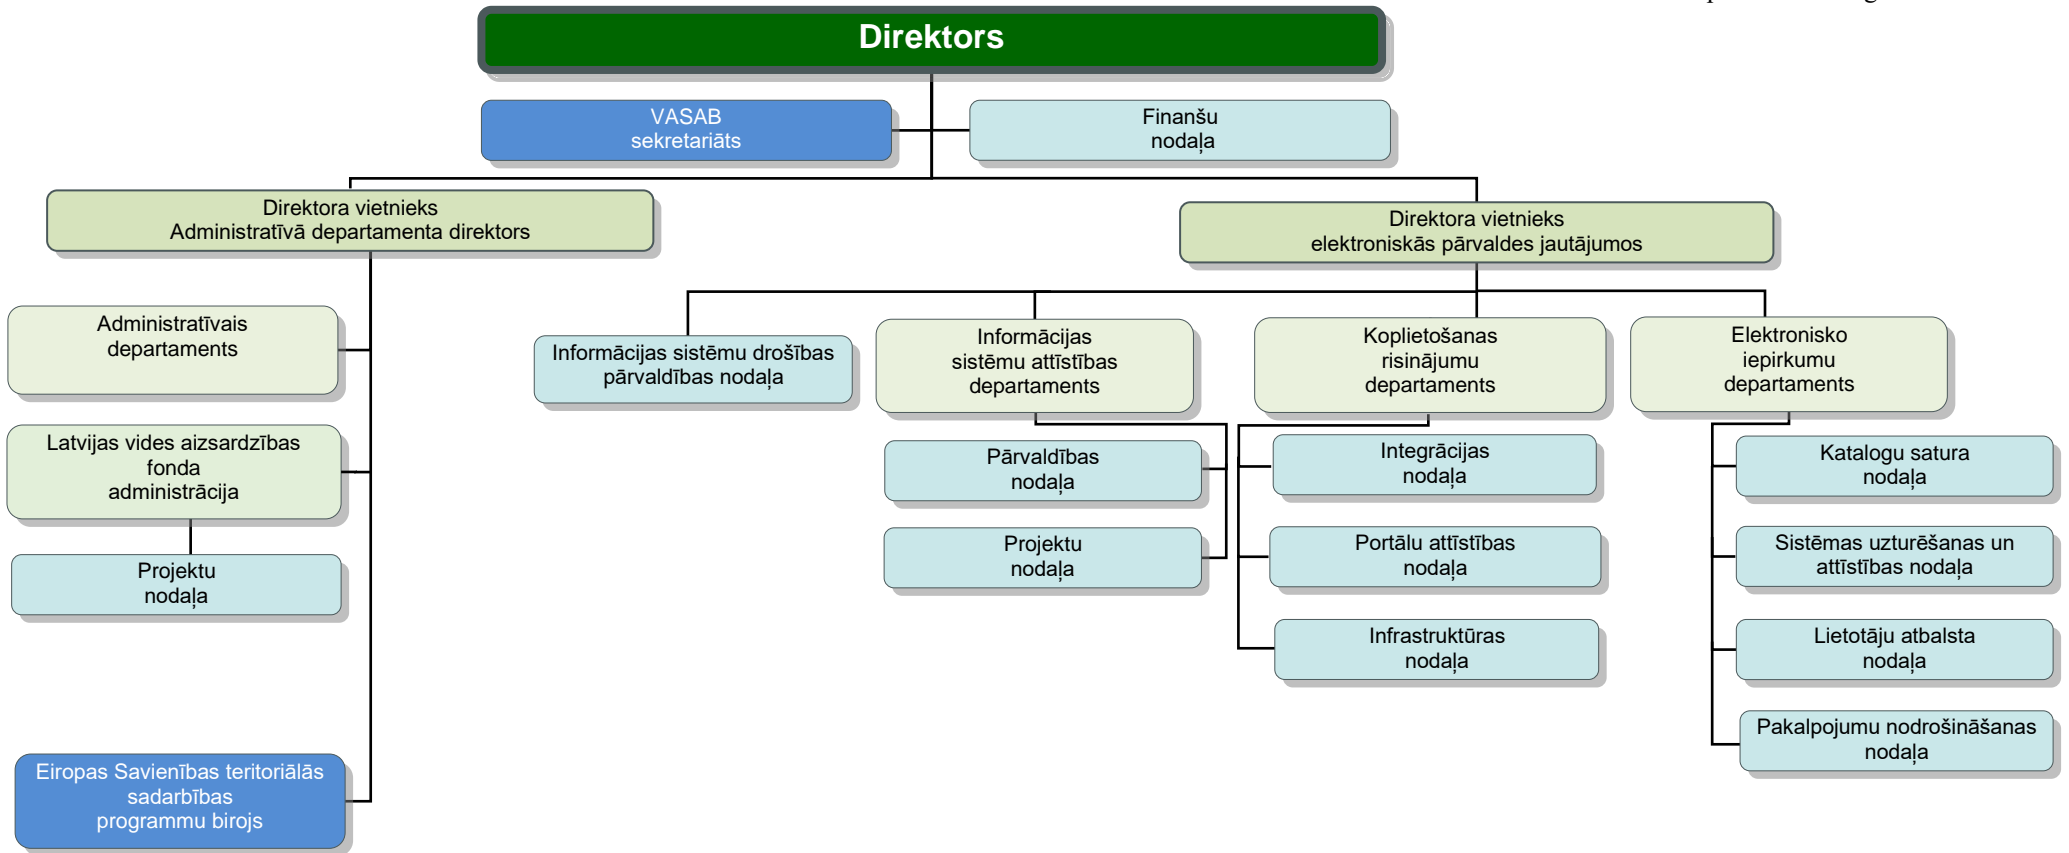 Direktors
VASAB
sekretariāts
Finanšu
nodaļa
Direktora vietnieks
Administratīvā departamenta direktors
Direktora vietnieks
elektroniskās pārvaldes jautājumos
Administratīvais
departaments
Informācijas sistēmu drošības
pārvaldības nodaļa
Informācijas
sistēmu attīstības
departaments
Koplietošanas
risinājumu
departaments
Elektronisko
iepirkumu
departaments
Latvijas vides aizsardzības
fonda
administrācija
Projektu
nodaļa
Pārvaldības
nodaļa
Projektu
nodaļa
Integrācijas
nodaļa
Portālu attīstības
nodaļa
Infrastruktūras
nodaļa
Katalogu satura
nodaļa
Sistēmas uzturēšanas un
attīstības nodaļa
Lietotāju atbalsta
nodaļa
Pakalpojumu nodrošināšanas
nodaļa
Eiropas Savienības teritoriālās
sadarbības
programmu birojs